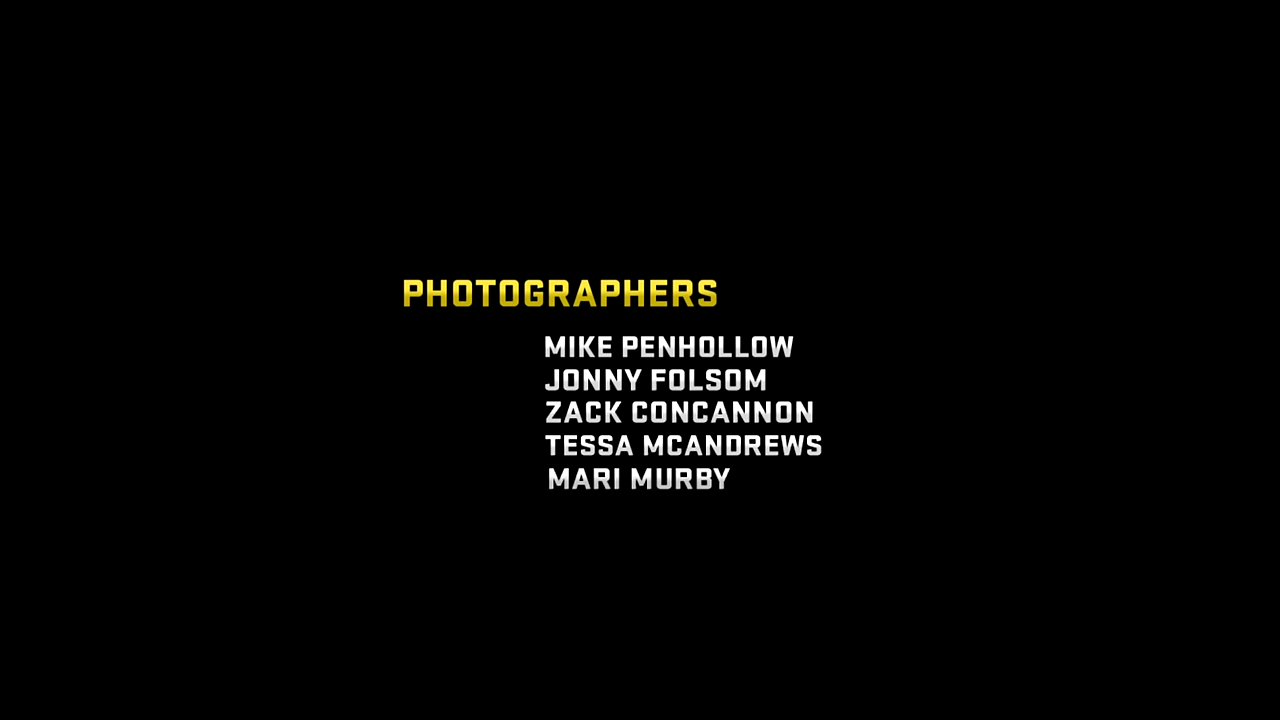 PHOTOGRAPHERS
MIKE PENHOLLOW
JONNY FOLSOM
ZACK CONCANNON
TESSA MCANDREWS
MARI MURBY